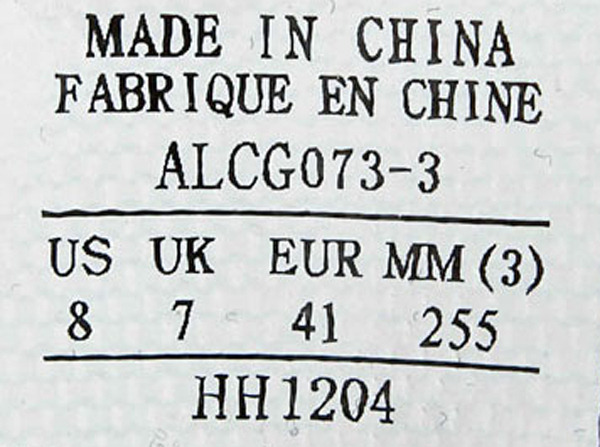 MADE IN CHINA
FABRIQUE EN CHINE
ALCG073-3
US UK EUR MM (3)
8 7 41 255
HH1204